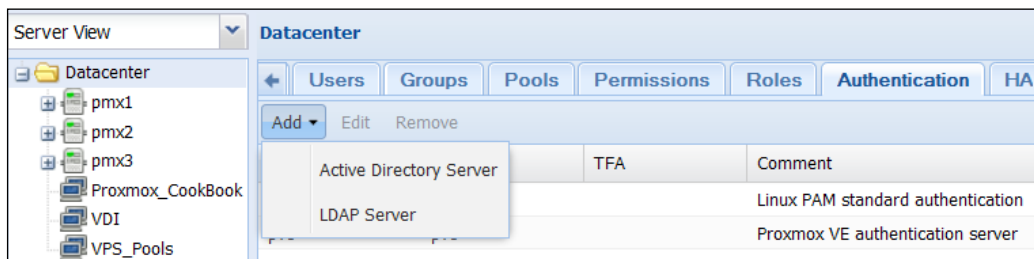 Server View
Datacenter
pmx1
pmx2
pmx3
Proxmox_CookBook
VDI
VPS_Pools
Datacenter
Users Groups Pools Permissions Roles Authentication HA
Add Edit Remove
Active Directory Server
LDAP Server
TFA Comment
Linux PAM standard authentication
Proxmox VE authentication server